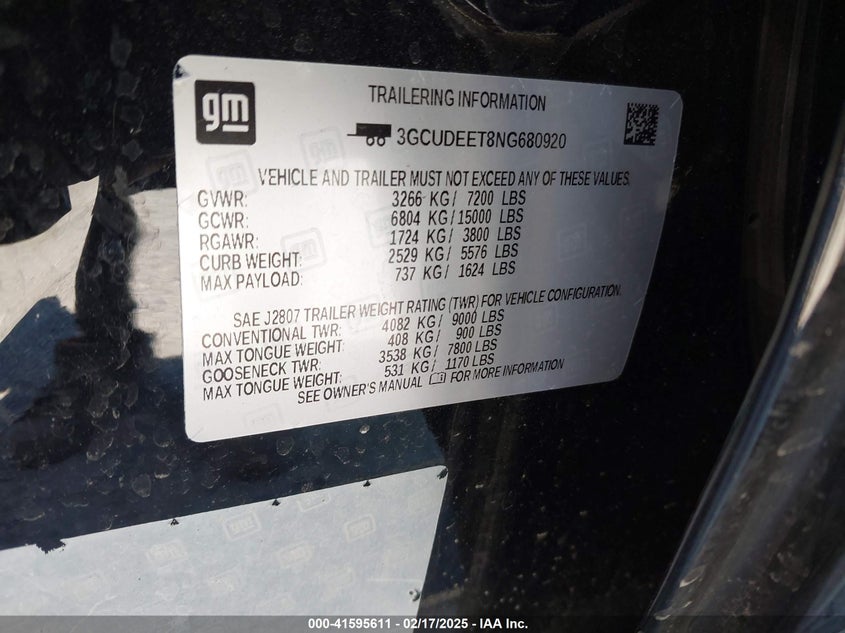 gm
TRAILERING INFORMATION
3GCUDEET8NG680920
VEHICLE AND TRAILER MUST NOT EXCEED ANY OF THESE VALUES.
GVWR: 3266 KG / 7200 LBS
GCWR: 6804 KG / 15000 LBS
RGAWR: 1724 KG / 3800 LBS
CURB WEIGHT: 2529 KG / 5576 LBS
MAX PAYLOAD: 737 KG / 1624 LBS
SAE J2807 TRAILER WEIGHT RATING (TWR) FOR VEHICLE CONFIGURATION.
CONVENTIONAL TWR: 4082 KG / 9000 LBS
MAX TONGUE WEIGHT: 408 KG / 900 LBS
GOOSENECK TWR: 3538 KG / 7800 LBS
MAX TONGUE WEIGHT: 531 KG / 1170 LBS
SEE OWNER'S MANUAL FOR MORE INFORMATION
000-41595611 — 02/17/2025 — IAA Inc.